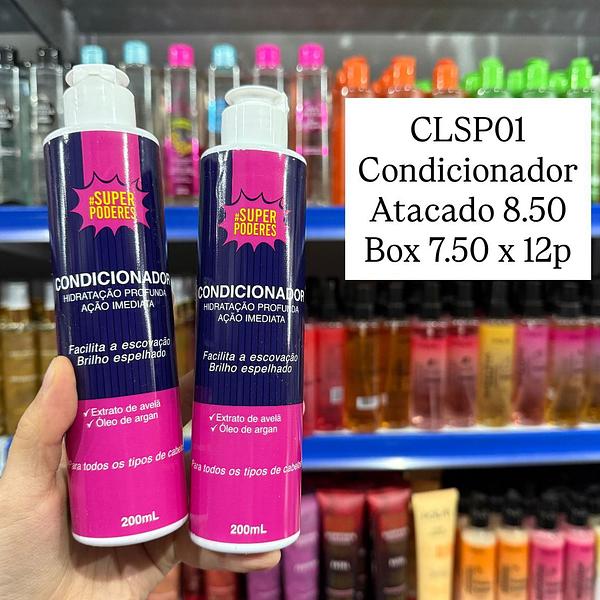 CLSP01
Condicionador
Atacado 8.50
Box 7.50 x 12p
#SUPER
PODERES
CONDICIONADOR
HIDRATAÇÃO PROFUNDA
AÇÃO IMEDIATA
Facilita a escovação
Brilho espelhado
✓Extrato de avelã
✓Óleo de argan
Para todos os tipos de cabelo
200mL
#SUPER
PODERES
CONDICIONADOR
HIDRATAÇÃO PROFUNDA
AÇÃO IMEDIATA
Facilita a escovação
Brilho espelhado
✓Extrato de avelã
✓Óleo de argan
Para todos os tipos de
200mL